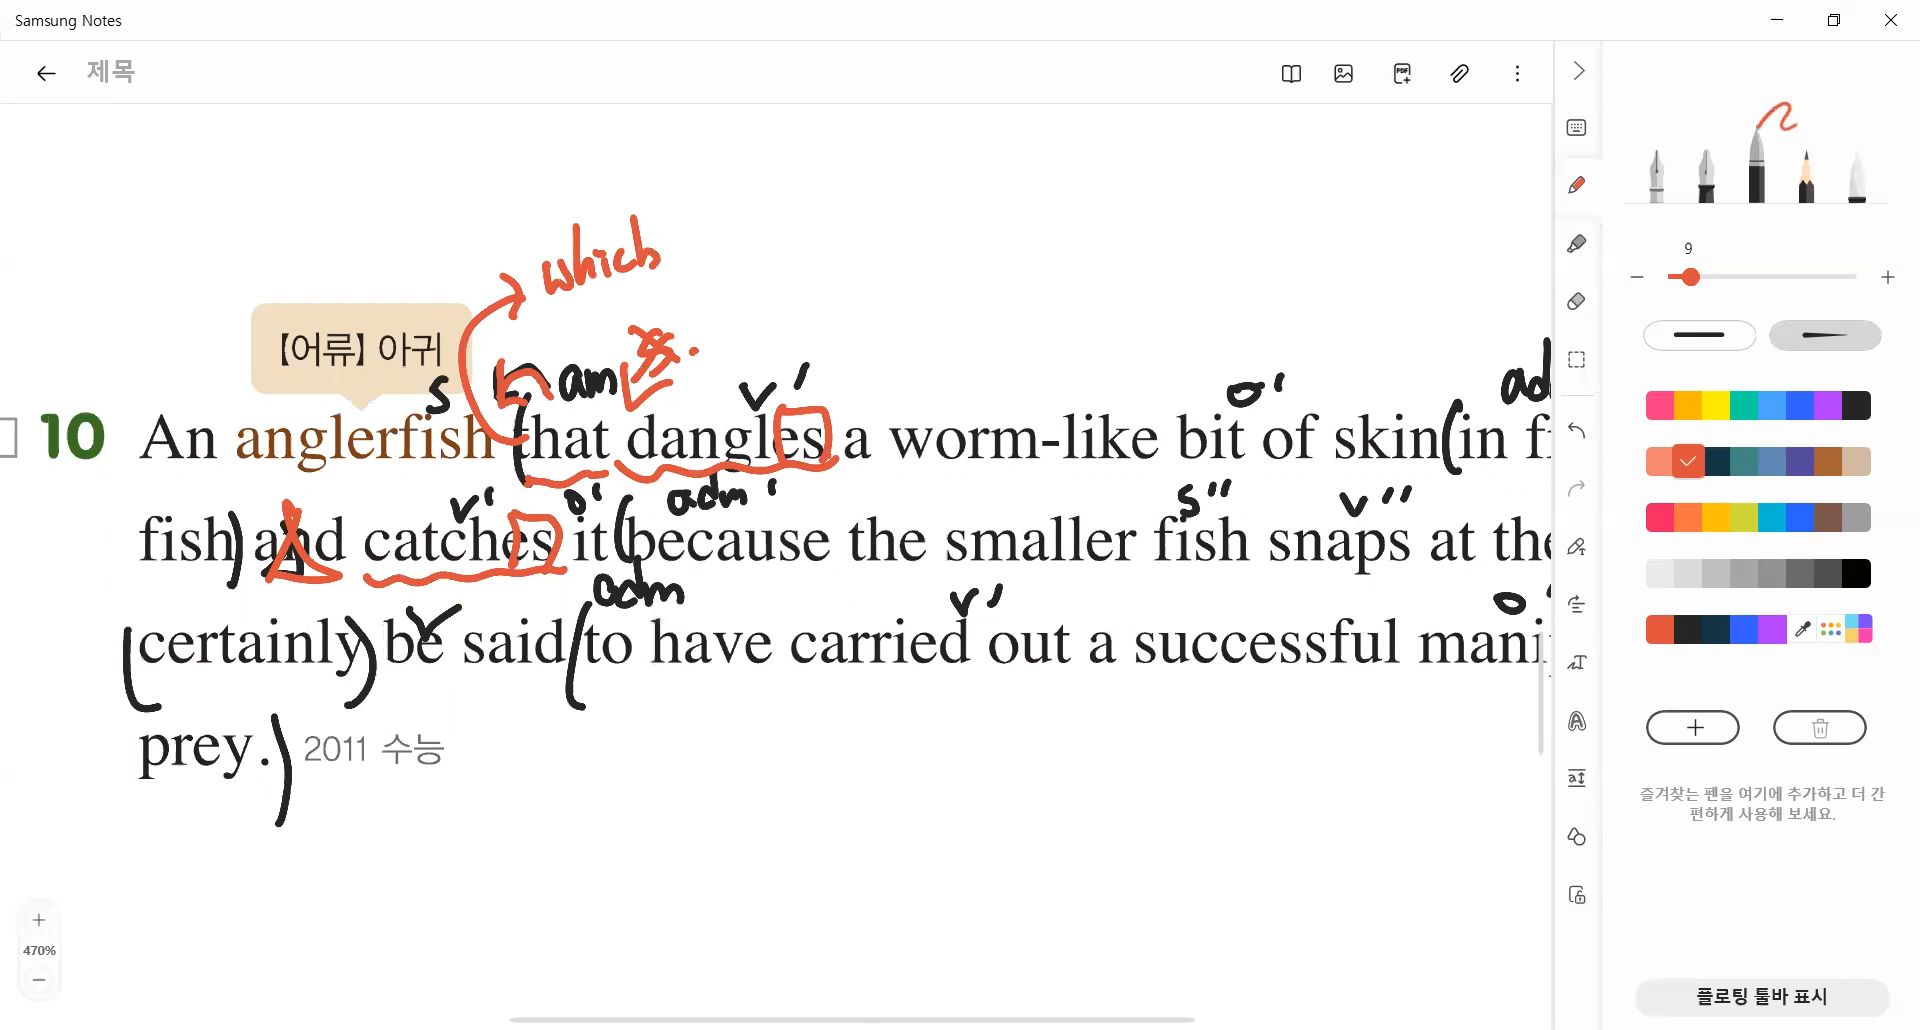 Samsung Notes
제목
PDF
which
【어류】 아귀
s am v'
o'
ad
10 An anglerfish (that dangles a worm-like bit of skin (in fi
v' o' adm' s'' v''
fish) and catches it (because the smaller fish snaps at the
adm v' o'
(certainly) be said (to have carried out a successful mani
v
prey.) 2011 수능
9
즐겨찾는 펜을 여기에 추가하고 더 간
편하게 사용해 보세요.
플로팅 툴바 표시
470%